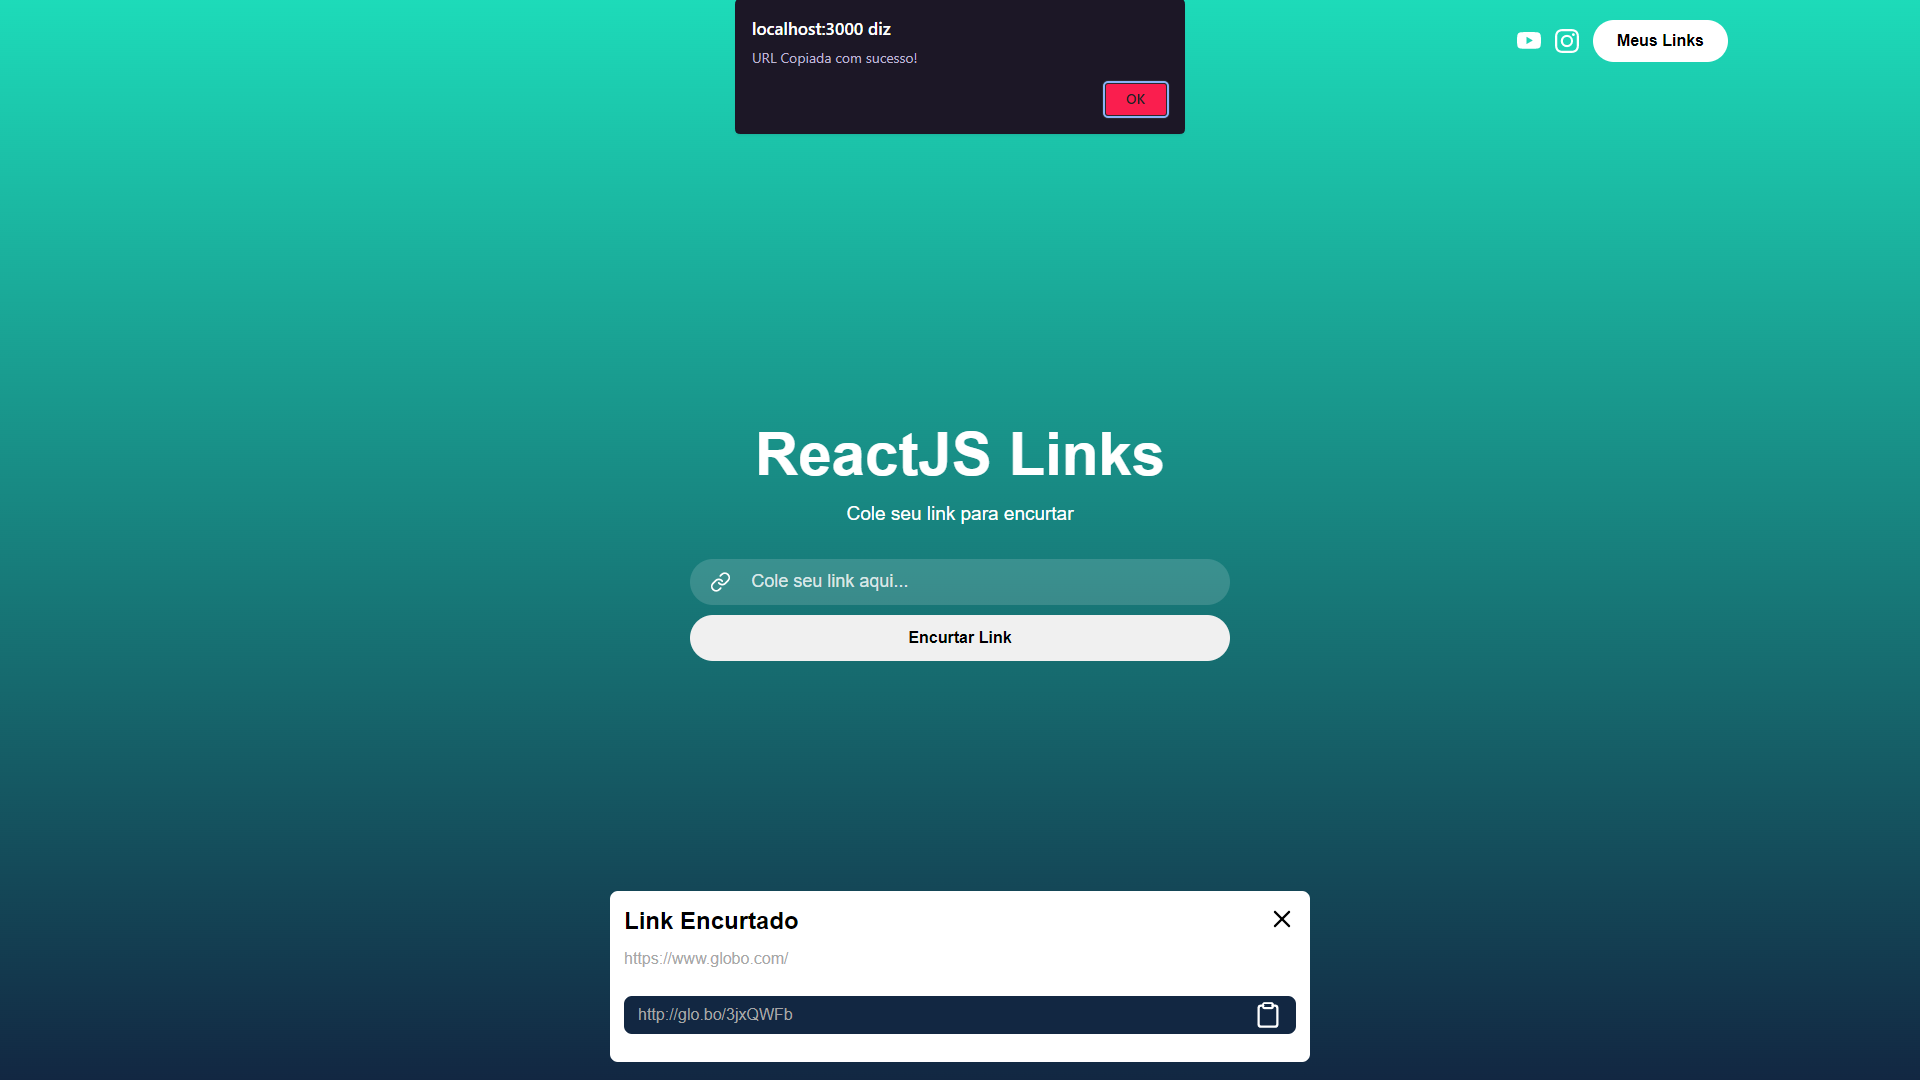 localhost:3000 diz
URL Copiada com sucesso!
OK
Meus Links
ReactJS Links
Cole seu link para encurtar
Cole seu link aqui...
Encurtar Link
Link Encurtado
https://www.globo.com/
http://glo.bo/3jxQWFb